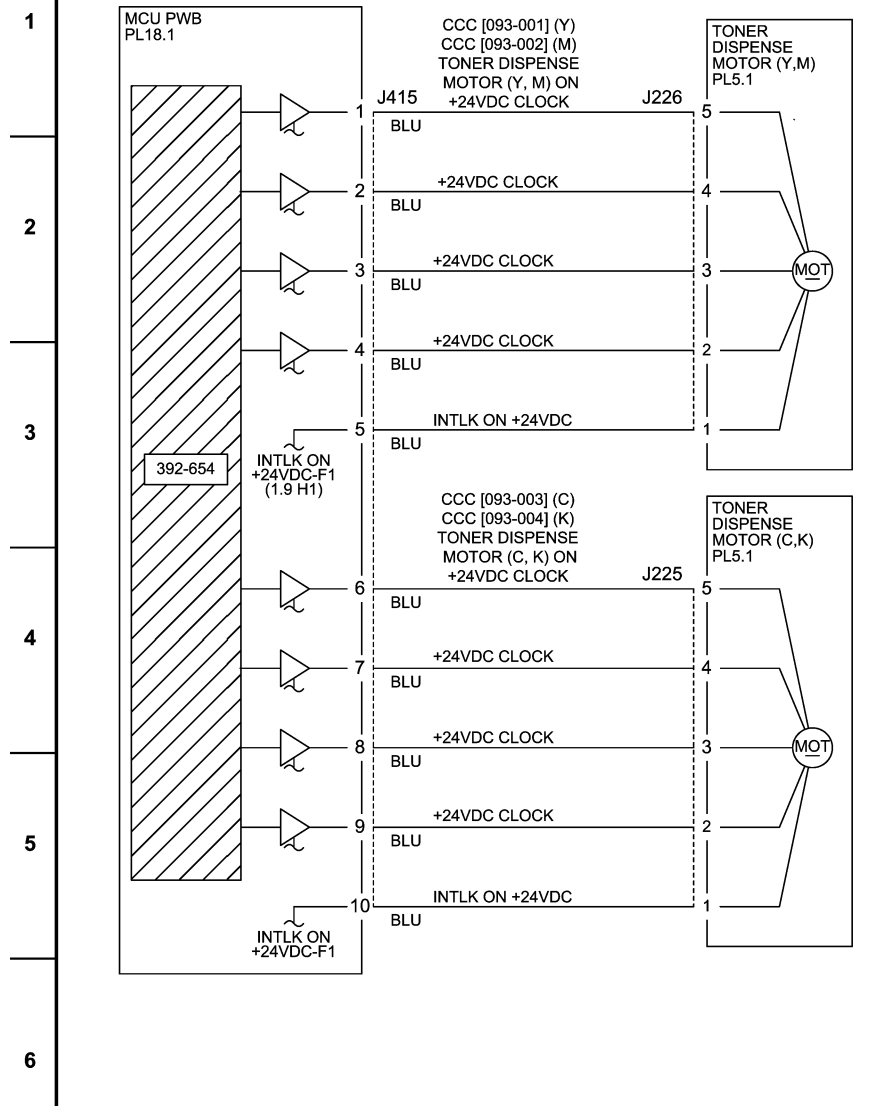 1
2
3
4
5
6
MCU PWB
PL18.1
392-654
INTLK ON
+24VDC-F1
(1.9 H1)
INTLK ON
+24VDC-F1
1
2
3
4
5
6
7
8
9
10
J415
CCC [093-001] (Y)
CCC [093-002] (M)
TONER DISPENSE
MOTOR (Y, M) ON
+24VDC CLOCK
J226
BLU
+24VDC CLOCK
BLU
+24VDC CLOCK
BLU
+24VDC CLOCK
BLU
INTLK ON +24VDC
BLU
TONER
DISPENSE
MOTOR (Y,M)
PL5.1
5
4
3
2
1
MOT
CCC [093-003] (C)
CCC [093-004] (K)
TONER DISPENSE
MOTOR (C, K) ON
+24VDC CLOCK
J225
BLU
+24VDC CLOCK
BLU
+24VDC CLOCK
BLU
+24VDC CLOCK
BLU
INTLK ON +24VDC
BLU
TONER
DISPENSE
MOTOR (C,K)
PL5.1
5
4
3
2
1
MOT